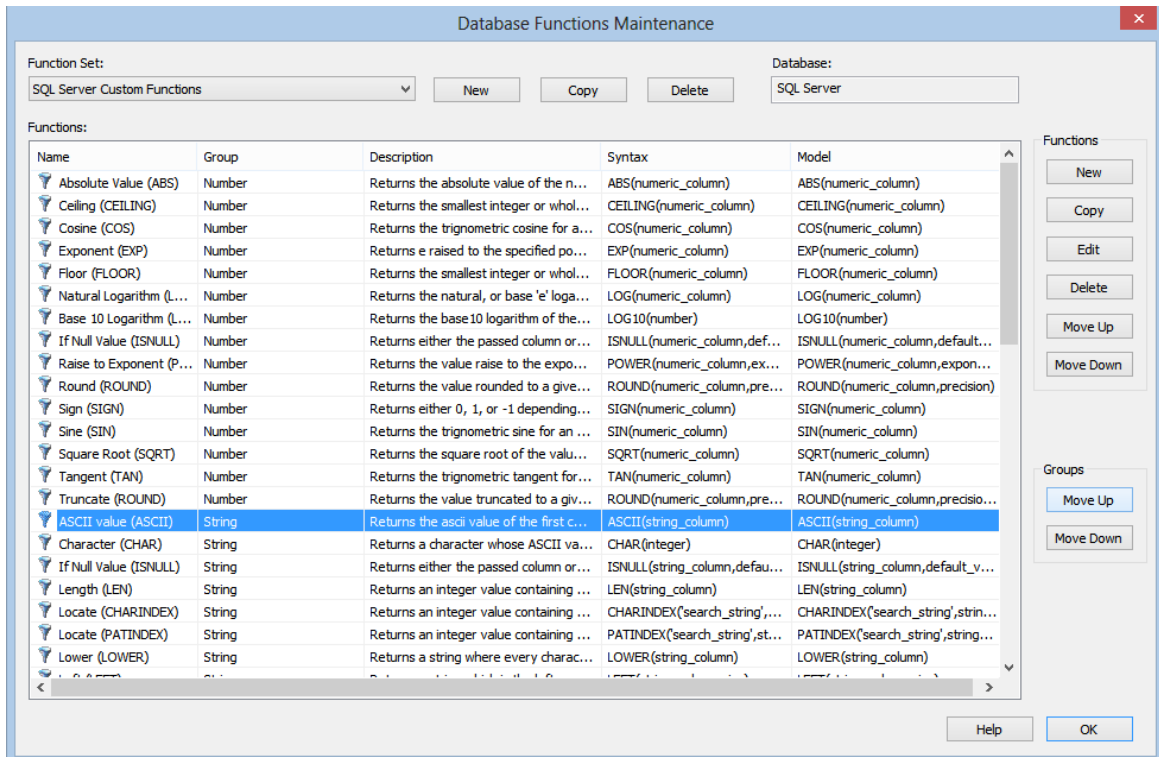 Database Functions Maintenance
Function Set:
Database:
SQL Server Custom Functions
New
Copy
Delete
SQL Server
Functions:
Name Group Description Syntax Model
Absolute Value (ABS) Number Returns the absolute value of the n... ABS(numeric_column) ABS(numeric_column)
Ceiling (CEILING) Number Returns the smallest integer or whol... CEILING(numeric_column) CEILING(numeric_column)
Cosine (COS) Number Returns the trignometric cosine for a... COS(numeric_column) COS(numeric_column)
Exponent (EXP) Number Returns e raised to the specified po... EXP(numeric_column) EXP(numeric_column)
Floor (FLOOR) Number Returns the smallest integer or whol... FLOOR(numeric_column) FLOOR(numeric_column)
Natural Logarithm (L... Number Returns the natural, or base 'e' loga... LOG(numeric_column) LOG(numeric_column)
Base 10 Logarithm (L... Number Returns the base10 logarithm of the... LOG10(number) LOG10(number)
If Null Value (ISNULL) Number Returns either the passed column or... ISNULL(numeric_column,def... ISNULL(numeric_column,default...
Raise to Exponent (P... Number Returns the value raise to the expo... POWER(numeric_column,ex... POWER(numeric_column,expon...
Round (ROUND) Number Returns the value rounded to a give... ROUND(numeric_column,pre... ROUND(numeric_column,precision)
Sign (SIGN) Number Returns either 0, 1, or -1 depending... SIGN(numeric_column) SIGN(numeric_column)
Sine (SIN) Number Returns the trignometric sine for an ... SIN(numeric_column) SIN(numeric_column)
Square Root (SQRT) Number Returns the square root of the valu... SQRT(numeric_column) SQRT(numeric_column)
Tangent (TAN) Number Returns the trignometric tangent for... TAN(numeric_column) TAN(numeric_column)
Truncate (ROUND) Number Returns the value truncated to a giv... ROUND(numeric_column,pre... ROUND(numeric_column,precisio...
ASCII value (ASCII) String Returns the ascii value of the first c... ASCII(string_column) ASCII(string_column)
Character (CHAR) String Returns a character whose ASCII va... CHAR(integer) CHAR(integer)
If Null Value (ISNULL) String Returns either the passed column or... ISNULL(string_column,defau... ISNULL(string_column,default_v...
Length (LEN) String Returns an integer value containing ... LEN(string_column) LEN(string_column)
Locate (CHARINDEX) String Returns an integer value containing ... CHARINDEX('search_string',... CHARINDEX('search_string',strin...
Locate (PATINDEX) String Returns an integer value containing ... PATINDEX('search_string',st... PATINDEX('search_string',string...
Lower (LOWER) String Returns a string where every charac... LOWER(string_column) LOWER(string_column)
Functions
New
Copy
Edit
Delete
Move Up
Move Down
Groups
Move Up
Move Down
Help
OK